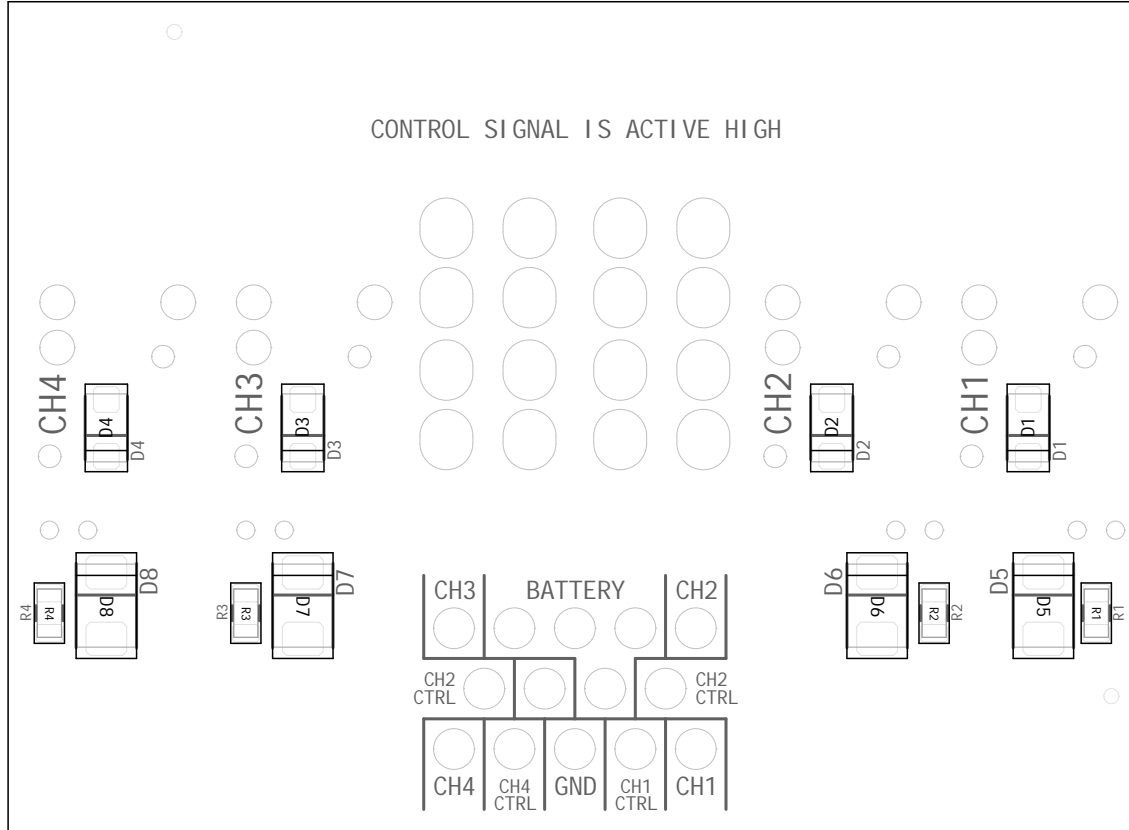 CONTROL SIGNAL IS ACTIVE HIGH
CH4
CH3
CH2
CH1
D4
D4
D3
D3
D2
D2
D1
D1
R4
R4
D8
D8
R3
R3
D7
D7
D6
D6
R2
R2
D5
D5
R1
R1
CH3
BATTERY
CH2
CH2
CTRL
CH2
CTRL
CH4
CH4
CTRL
GND
CH1
CTRL
CH1